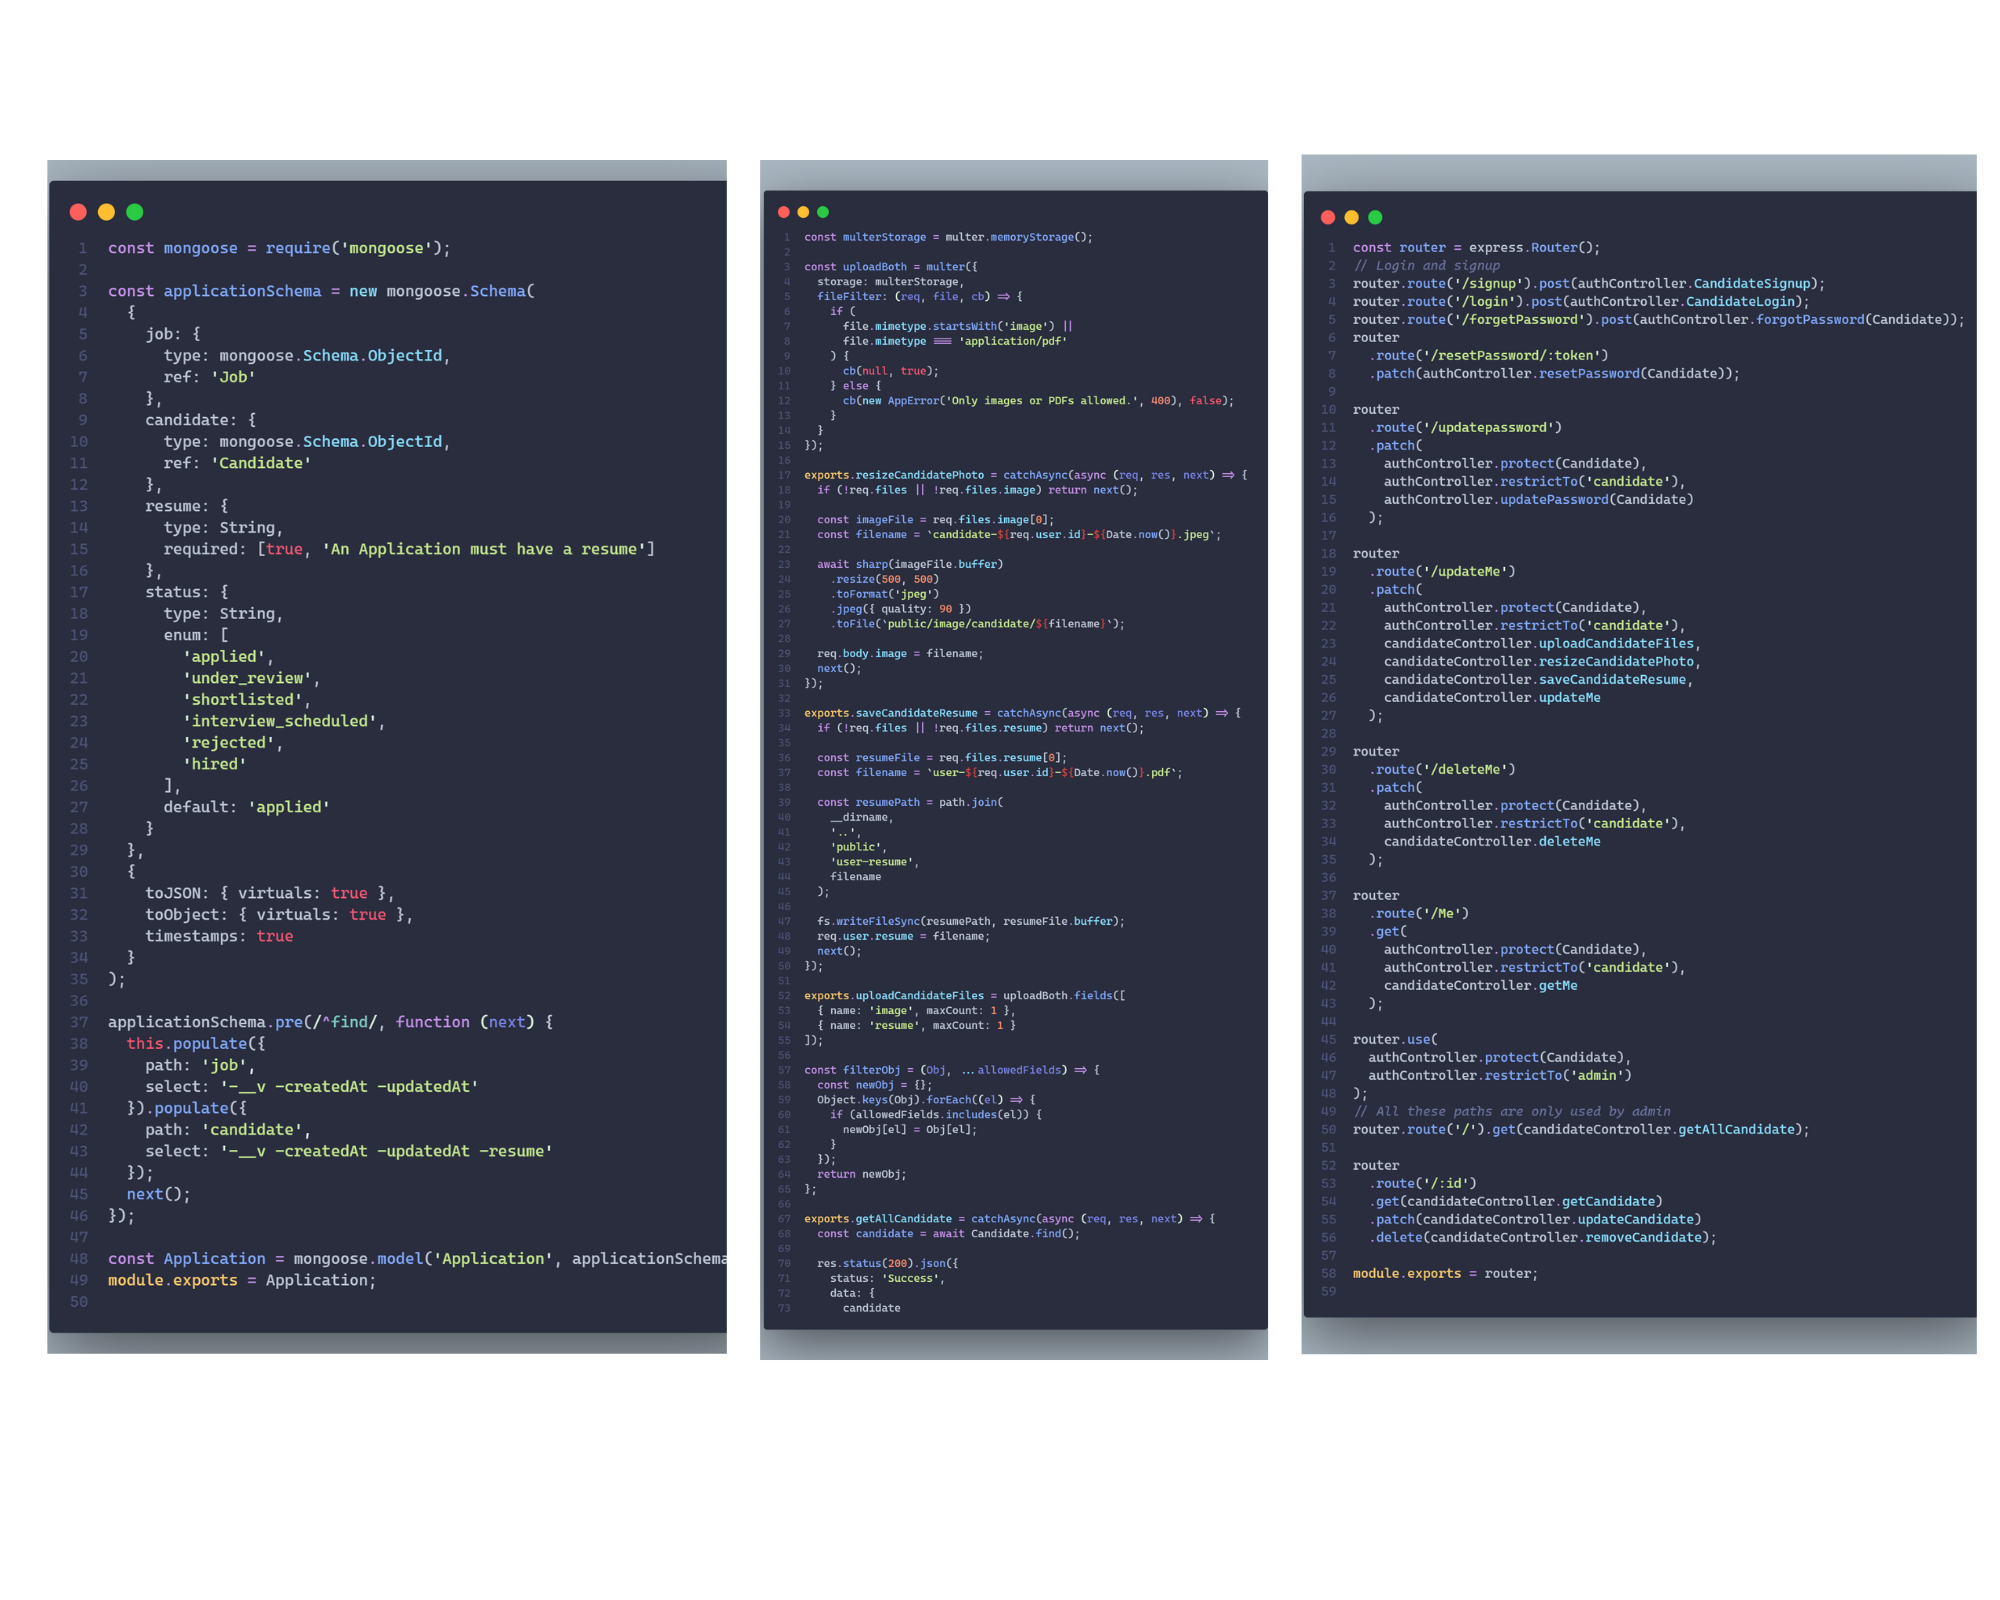 1 const mongoose = require('mongoose');
2
3 const applicationSchema = new mongoose.Schema(
4 {
5 job: {
6 type: mongoose.Schema.ObjectId,
7 ref: 'Job'
8 },
9 candidate: {
10 type: mongoose.Schema.ObjectId,
11 ref: 'Candidate'
12 },
13 resume: {
14 type: String,
15 required: [true, 'An Application must have a resume']
16 },
17 status: {
18 type: String,
19 enum: [
20 'applied',
21 'under_review',
22 'shortlisted',
23 'interview_scheduled',
24 'rejected',
25 'hired'
26 ],
27 default: 'applied'
28 }
29 },
30 {
31 toJSON: { virtuals: true },
32 toObject: { virtuals: true },
33 timestamps: true
34 }
35 );
36
37 applicationSchema.pre(/^find/, function (next) {
38 this.populate({
39 path: 'job',
40 select: '-__v -createdAt -updatedAt'
41 }).populate({
42 path: 'candidate',
43 select: '-__v -createdAt -updatedAt -resume'
44 });
45 next();
46 });
47
48 const Application = mongoose.model('Application', applicationSchema
49 module.exports = Application;
50
1 const multerStorage = multer.memoryStorage();
2
3 const uploadBoth = multer({
4 storage: multerStorage,
5 fileFilter: (req, file, cb) => {
6 if (
7 file.mimetype.startsWith('image') ||
8 file.mimetype === 'application/pdf'
9 ) {
10 cb(null, true);
11 } else {
12 cb(new AppError('Only images or PDFs allowed.', 400), false);
13 }
14 }
15 });
16
17 exports.resizeCandidatePhoto = catchAsync(async (req, res, next) => {
18 if (!req.files || !req.files.image) return next();
19
20 const imageFile = req.files.image[0];
21 const filename = `candidate-${req.user.id}-${Date.now()}.jpeg`;
22
23 await sharp(imageFile.buffer)
24 .resize(500, 500)
25 .toFormat('jpeg')
26 .jpeg({ quality: 90 })
27 .toFile(`public/image/candidate/${filename}`);
28
29 req.body.image = filename;
30 next();
31 });
32
33 exports.saveCandidateResume = catchAsync(async (req, res, next) => {
34 if (!req.files || !req.files.resume) return next();
35
36 const resumeFile = req.files.resume[0];
37 const filename = `user-${req.user.id}-${Date.now()}.pdf`;
38
39 const resumePath = path.join(
40 __dirname,
41 '..',
42 'public',
43 'user-resume',
44 filename
45 );
46
47 fs.writeFileSync(resumePath, resumeFile.buffer);
48 req.user.resume = filename;
49 next();
50 });
51
52 exports.uploadCandidateFiles = uploadBoth.fields([
53 { name: 'image', maxCount: 1 },
54 { name: 'resume', maxCount: 1 }
55 ]);
56
57 const filterObj = (Obj, ...allowedFields) => {
58 const newObj = {};
59 Object.keys(Obj).forEach((el) => {
60 if (allowedFields.includes(el)) {
61 newObj[el] = Obj[el];
62 }
63 });
64 return newObj;
65 };
66
67 exports.getAllCandidate = catchAsync(async (req, res, next) => {
68 const candidate = await Candidate.find();
69
70 res.status(200).json({
71 status: 'Success',
72 data: {
73 candidate
1 const router = express.Router();
2 // Login and signup
3 router.route('/signup').post(authController.CandidateSignup);
4 router.route('/login').post(authController.CandidateLogin);
5 router.route('/forgetPassword').post(authController.forgotPassword(Candidate));
6 router
7 .route('/resetPassword/:token')
8 .patch(authController.resetPassword(Candidate));
9
10 router
11 .route('/updatepassword')
12 .patch(
13 authController.protect(Candidate),
14 authController.restrictTo('candidate'),
15 authController.updatePassword(Candidate)
16 );
17
18 router
19 .route('/updateMe')
20 .patch(
21 authController.protect(Candidate),
22 authController.restrictTo('candidate'),
23 candidateController.uploadCandidateFiles,
24 candidateController.resizeCandidatePhoto,
25 candidateController.saveCandidateResume,
26 candidateController.updateMe
27 );
28
29 router
30 .route('/deleteMe')
31 .patch(
32 authController.protect(Candidate),
33 authController.restrictTo('candidate'),
34 candidateController.deleteMe
35 );
36
37 router
38 .route('/Me')
39 .get(
40 authController.protect(Candidate),
41 authController.restrictTo('candidate'),
42 candidateController.getMe
43 );
44
45 router.use(
46 authController.protect(Candidate),
47 authController.restrictTo('admin')
48 );
49 // All these paths are only used by admin
50 router.route('/').get(candidateController.getAllCandidate);
51
52 router
53 .route('/:id')
54 .get(candidateController.getCandidate)
55 .patch(candidateController.updateCandidate)
56 .delete(candidateController.removeCandidate);
57
58 module.exports = router;
59